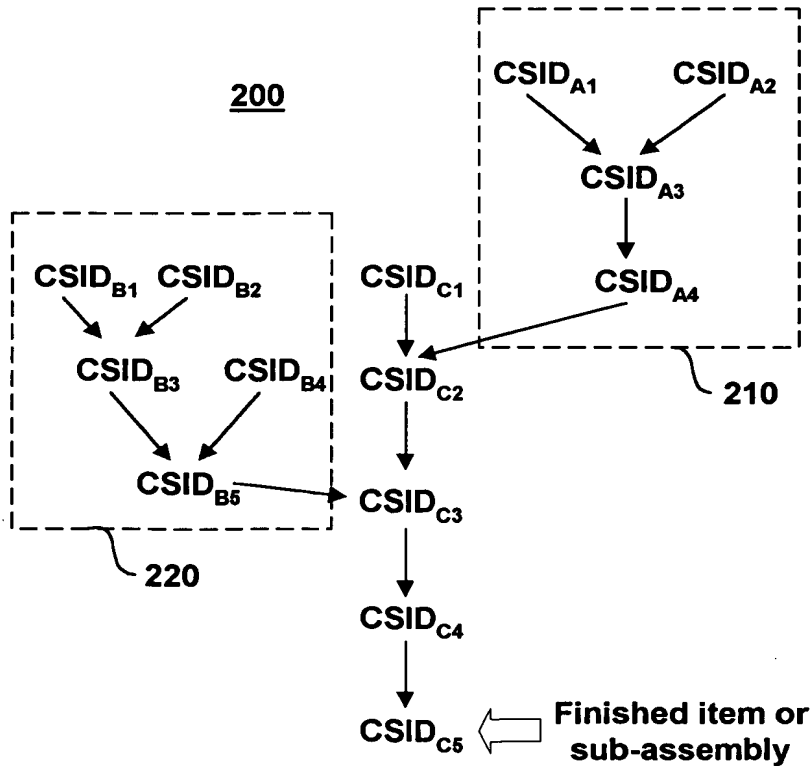 200
CSIDA1 CSIDA2
CSIDA3
CSIDA4
210
CSIDB1 CSIDB2
CSIDB3 CSIDB4
CSIDB5
220
CSIDC1
CSIDC2
CSIDC3
CSIDC4
CSIDC5
Finished item or
sub-assembly